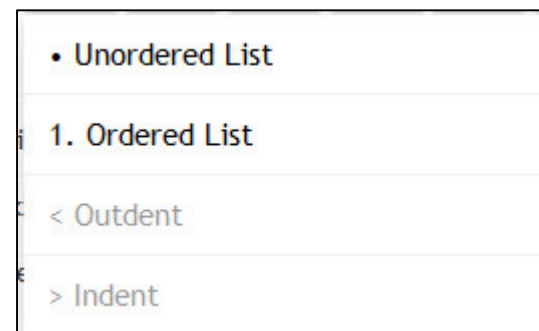 • Unordered List
1. Ordered List
< Outdent
> Indent